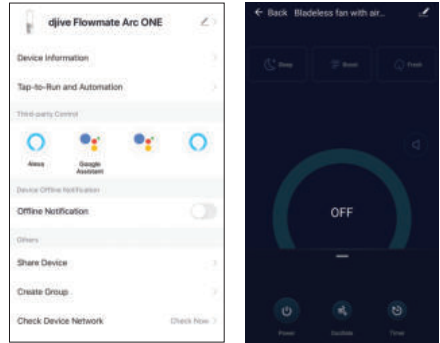 djive Flowmate Arc ONE
Device Information
Tap-to-Run and Automation
Third-party Control
Alexa
Google Assistant
Device Offline Notification
Offline Notification
Others
Share Device
Create Group
Check Device Network Check Now
Back Bladeless fan with air...
Sleep Boost Fresh
OFF
Power Oscillate Timer